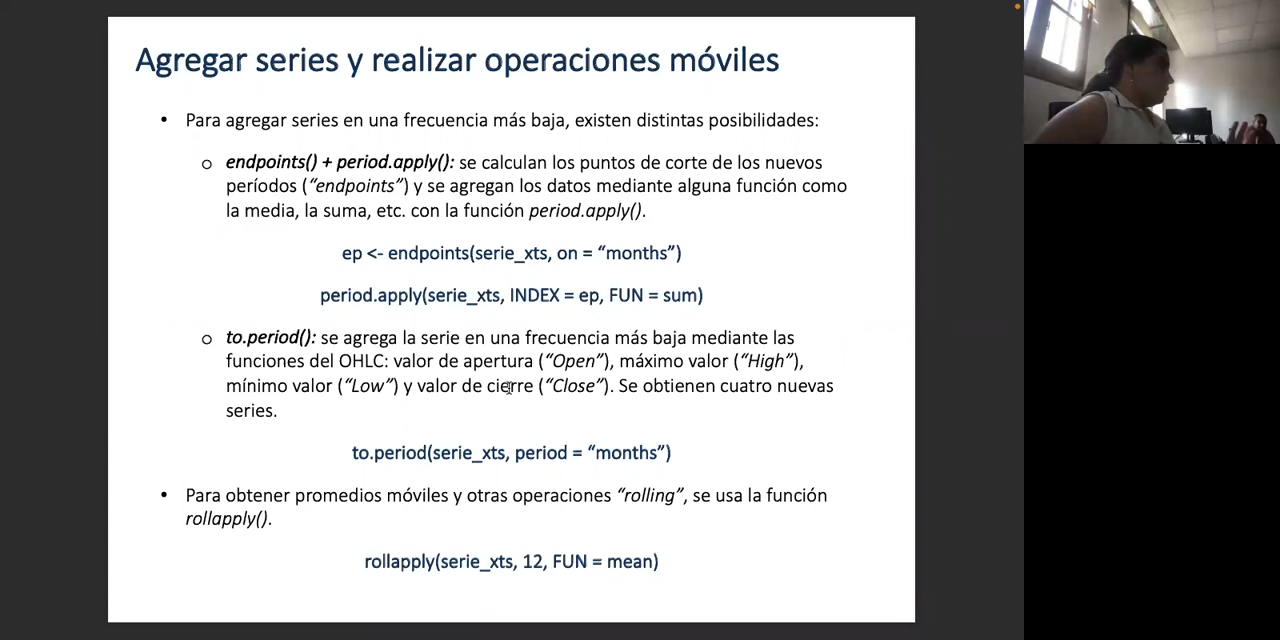 Agregar series y realizar operaciones móviles
• Para agregar series en una frecuencia más baja, existen distintas posibilidades:
o endpoints() + period.apply(): se calculan los puntos de corte de los nuevos
períodos (“endpoints”) y se agregan los datos mediante alguna función como
la media, la suma, etc. con la función period.apply().
ep <- endpoints(serie_xts, on = “months”)
period.apply(serie_xts, INDEX = ep, FUN = sum)
o to.period(): se agrega la serie en una frecuencia más baja mediante las
funciones del OHLC: valor de apertura (“Open”), máximo valor (“High”),
mínimo valor (“Low”) y valor de cierre (“Close”). Se obtienen cuatro nuevas
series.
to.period(serie_xts, period = “months”)
• Para obtener promedios móviles y otras operaciones “rolling”, se usa la función
rollapply().
rollapply(serie_xts, 12, FUN = mean)